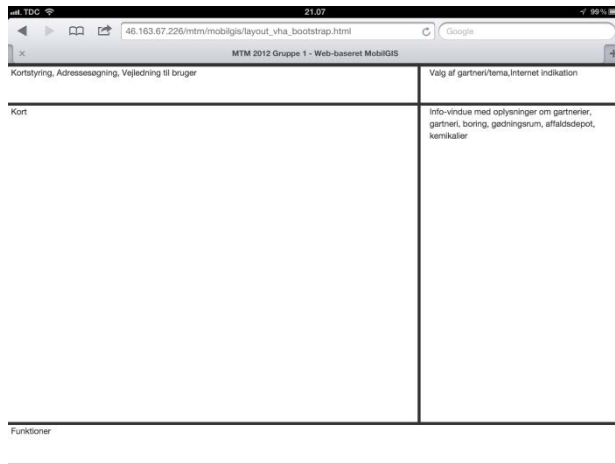 TDC
21.07
99%
46.163.67.226/mtm/mobilgis/layout_vha_bootstrap.html
Google
MTM 2012 Gruppe 1 - Web-baseret MobilGIS
Kortstyring, Adressesøgning, Vejledning til bruger
Valg af gartneri/tema,Internet indikation
Kort
Info-vindue med oplysninger om gartnerier,
gartneri, boring, gødningsrum, affaldsdepot,
kemikalier
Funktioner